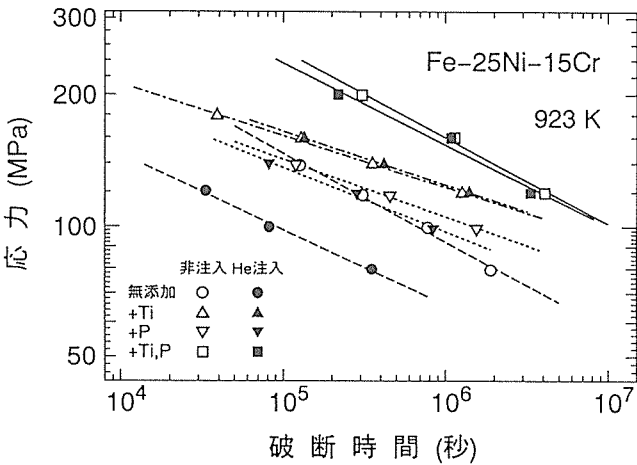 300
200
100
50
応力 (MPa)
Fe−25Ni−15Cr
923 K
非注入 He注入
無添加
+Ti
+P
+Ti,P
10⁴ 10⁵ 10⁶ 10⁷
破断時間 (秒)